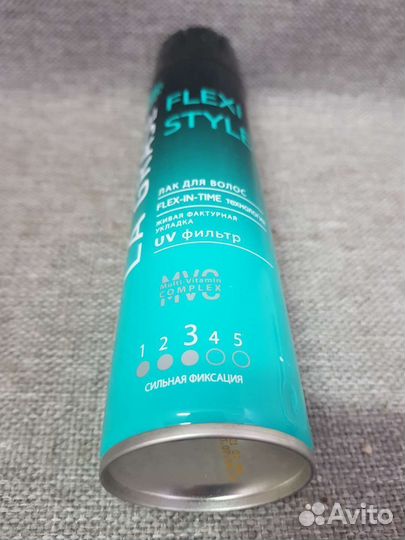 FLEXI
STYLE
ЛАК ДЛЯ ВОЛОС
FLEX-IN-TIME технология
ЖИВАЯ ФАКТУРНАЯ
УКЛАДКА
UV фильтр
MVC
Multi-Vitamin
COMPLEX
1 2 3 4 5
СИЛЬНАЯ ФИКСАЦИЯ
Avito